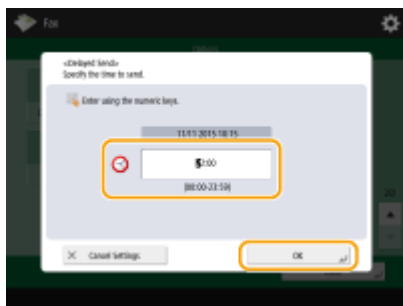 Fax
<Delayed Send>
Specify the time to send.
Enter using the numeric keys.
11/11 2015 18:15
(00:00-23:59)
Cancel Settings
OK